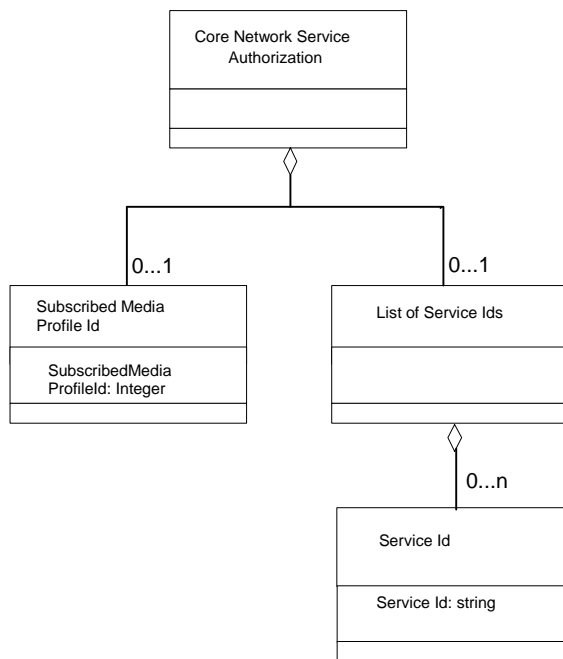 Core Network Service
Authorization
0...1
0...1
Subscribed Media
Profile Id
SubscribedMedia
ProfileId: Integer
List of Service Ids
0...n
Service Id
Service Id: string